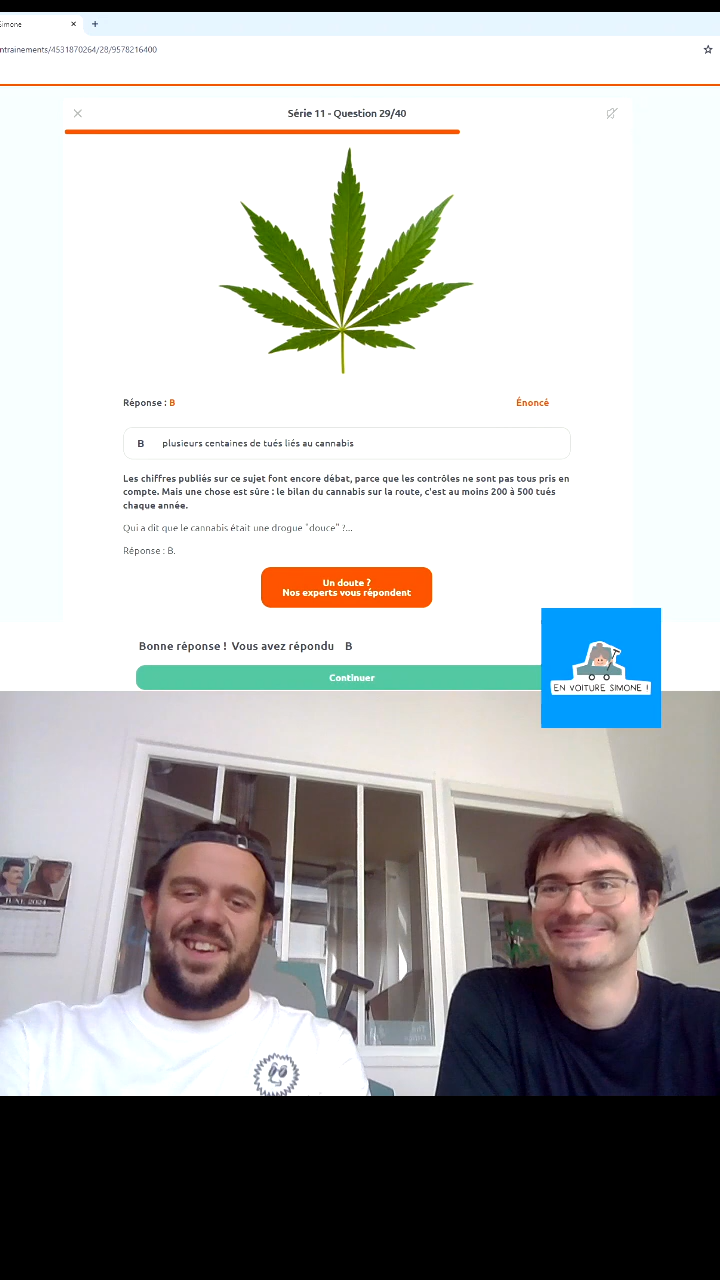 Simone
ntrainements/4531870264/28/9578216400
Série 11 - Question 29/40
Réponse : B
Énoncé
B plusieurs centaines de tués liés au cannabis
Les chiffres publiés sur ce sujet font encore débat, parce que les contrôles ne sont pas tous pris en
compte. Mais une chose est sûre : le bilan du cannabis sur la route, c'est au moins 200 à 500 tués
chaque année.
Qui a dit que le cannabis était une drogue "douce" ?...
Réponse : B.
Un doute ?
Nos experts vous répondent
Bonne réponse ! Vous avez répondu B
Continuer
EN VOITURE SIMONE !
JUNE 2024